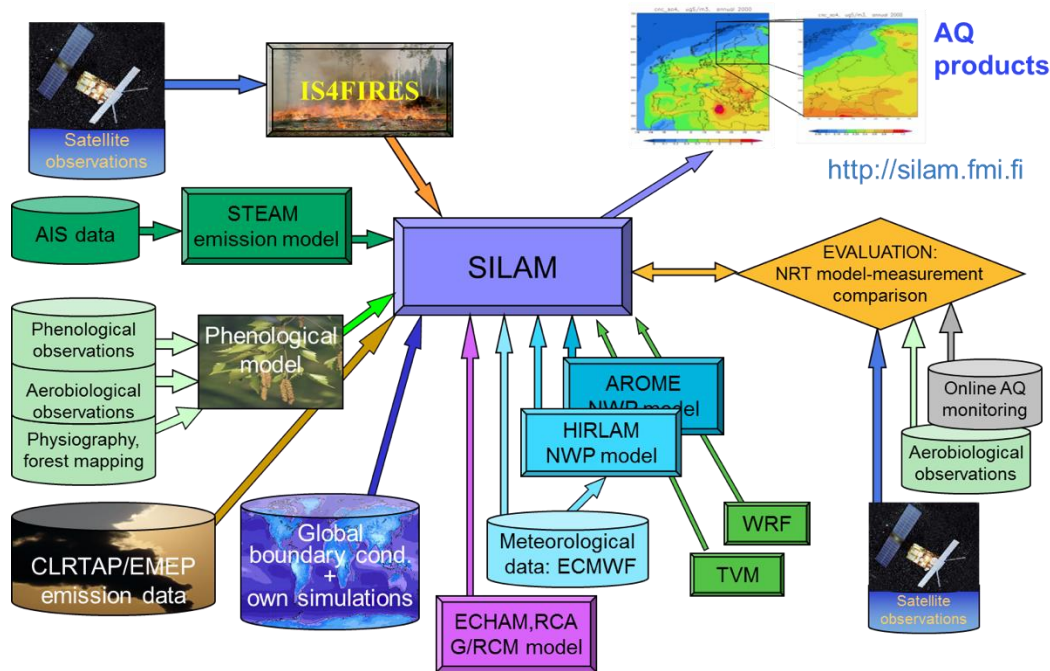 AQ
products
http://silam.fmi.fi
Satellite
observations
IS4FIRES
AIS data
STEAM
emission model
SILAM
EVALUATION:
NRT model-measurement
comparison
Phenological
observations
Aerobiological
observations
Physiography,
forest mapping
Phenological
model
AROME
NWP model
HIRLAM
NWP model
Online AQ
monitoring
Aerobiological
observations
CLRTAP/EMEP
emission data
Global
boundary cond.
+
own simulations
Meteorological
data: ECMWF
WRF
TVM
ECHAM,RCA
G/RCM model
Satellite
observations